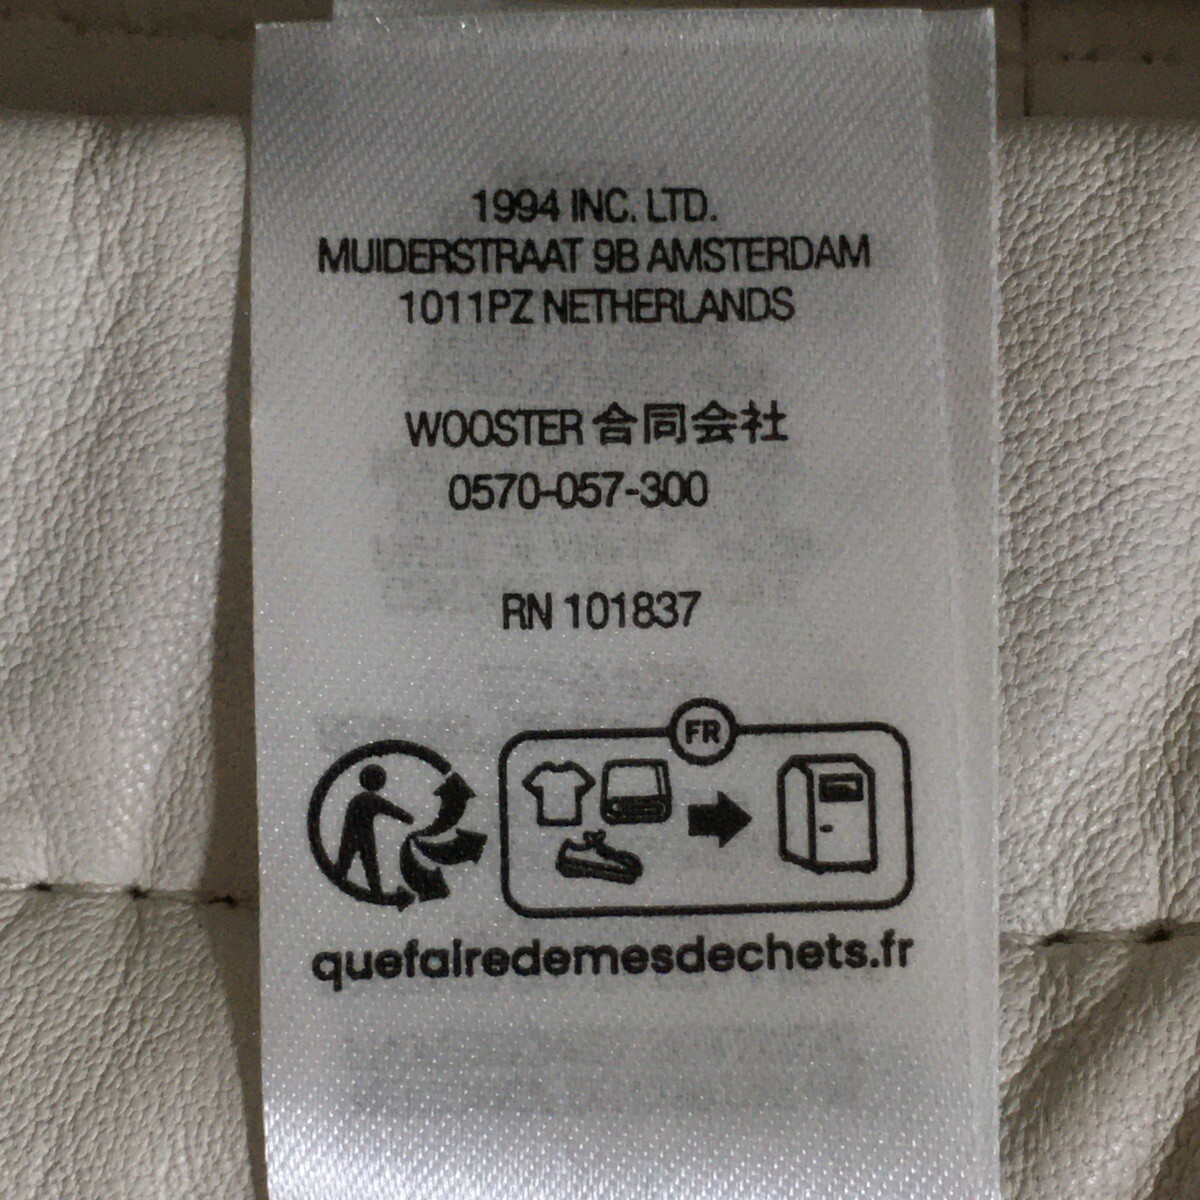 1994 INC. LTD.
MUIDERSTRAAT 9B AMSTERDAM
1011PZ NETHERLANDS
WOOSTER 合同会社
0570-057-300
RN 101837
FR
quefairedemesdechets.fr